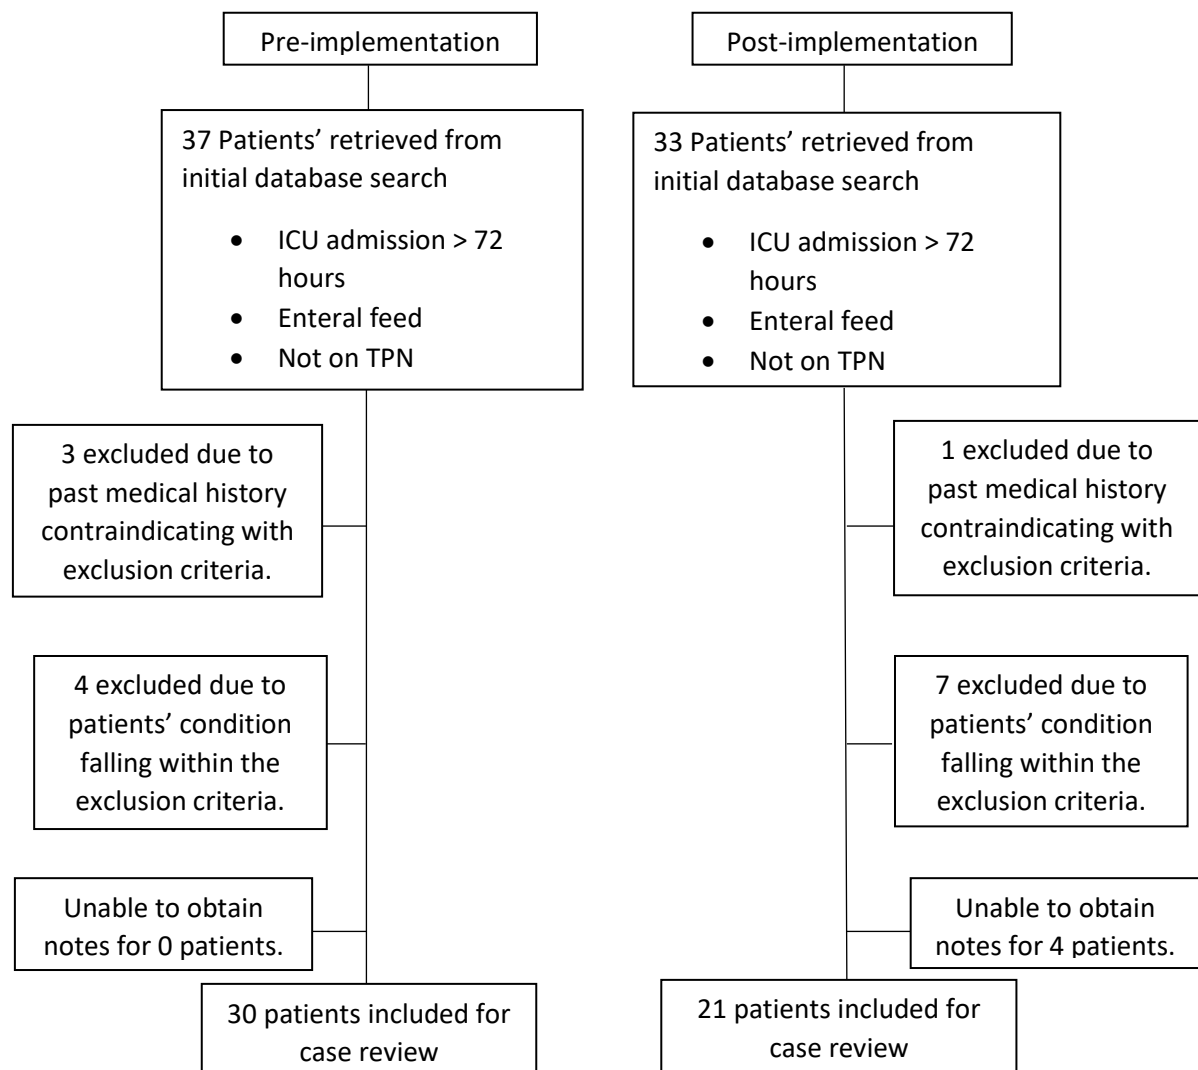 Pre-implementation
37 Patients’ retrieved from
initial database search
• ICU admission > 72
hours
• Enteral feed
• Not on TPN
3 excluded due to
past medical history
contraindicating with
exclusion criteria.
4 excluded due to
patients’ condition
falling within the
exclusion criteria.
Unable to obtain
notes for 0 patients.
30 patients included for
case review
Post-implementation
33 Patients’ retrieved from
initial database search
• ICU admission > 72
hours
• Enteral feed
• Not on TPN
1 excluded due to
past medical history
contraindicating with
exclusion criteria.
7 excluded due to
patients’ condition
falling within the
exclusion criteria.
Unable to obtain
notes for 4 patients.
21 patients included for
case review